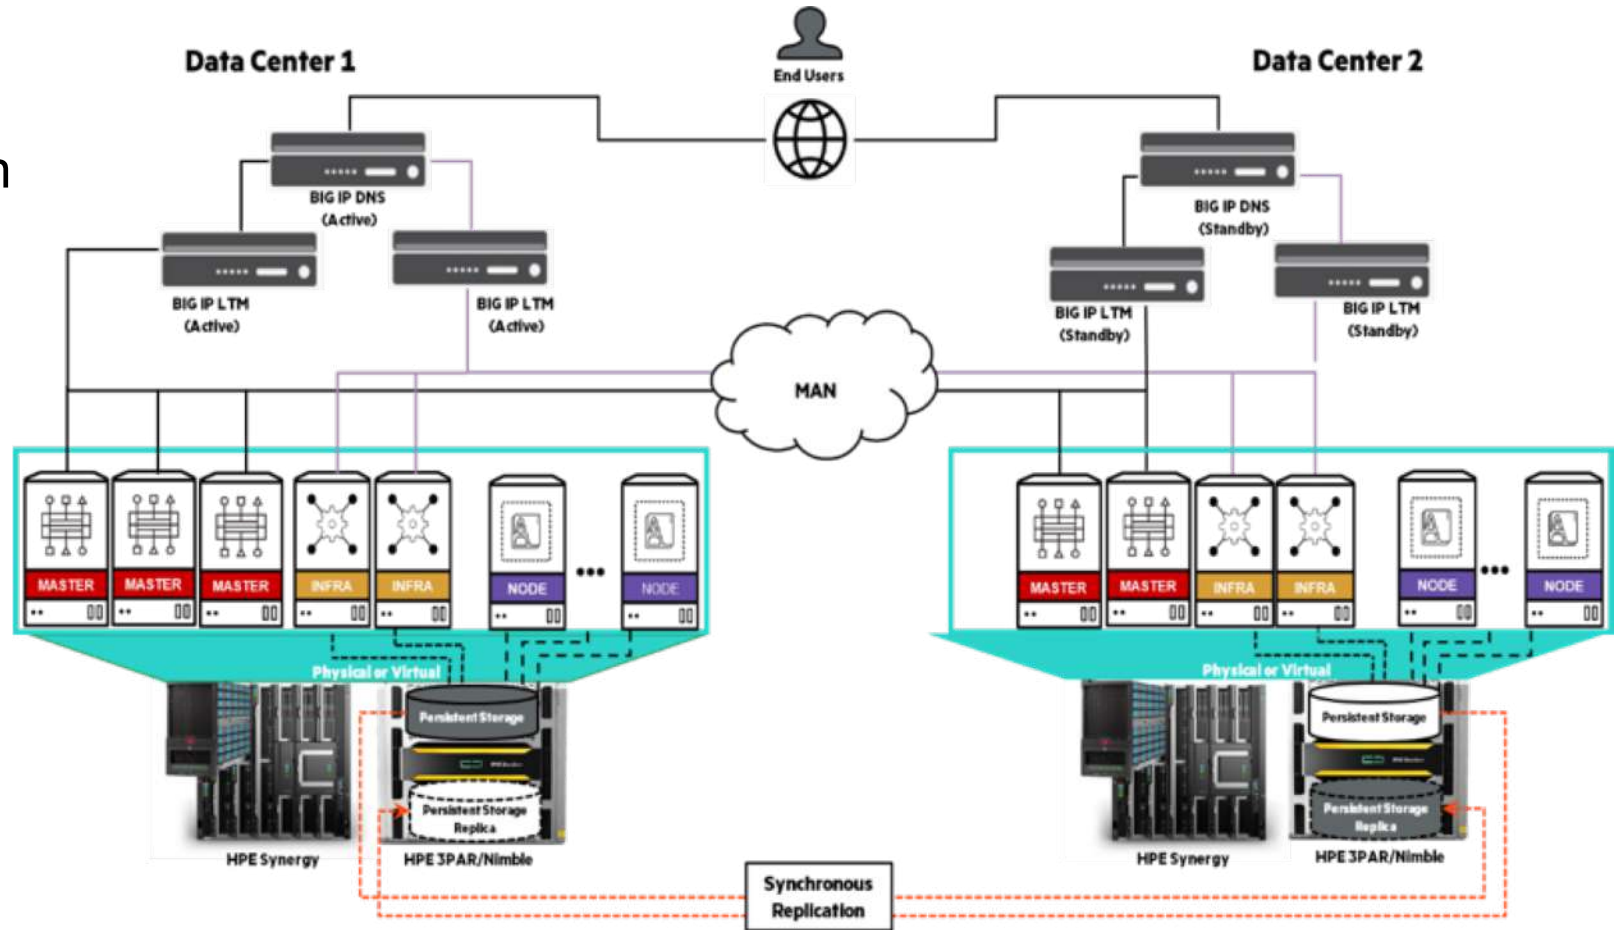 Data Center 1
End Users
Data Center 2
n
BIG IP DNS
(Active)
BIG IP DNS
(Standby)
BIG IP LTM
(Active)
BIG IP LTM
(Active)
BIG IP LTM
(Standby)
BIG IP LTM
(Standby)
MAN
MASTER
MASTER
MASTER
INFRA
INFRA
NODE
•••
NODE
MASTER
MASTER
INFRA
INFRA
NODE
•••
NODE
Physical or Virtual
Persistent Storage
Persistent Storage
Replica
HPE Synergy
HPE 3PAR/Nimble
Physical or Virtual
Persistent Storage
Persistent Storage
Replica
HPE Synergy
HPE 3PAR/Nimble
Synchronous
Replication